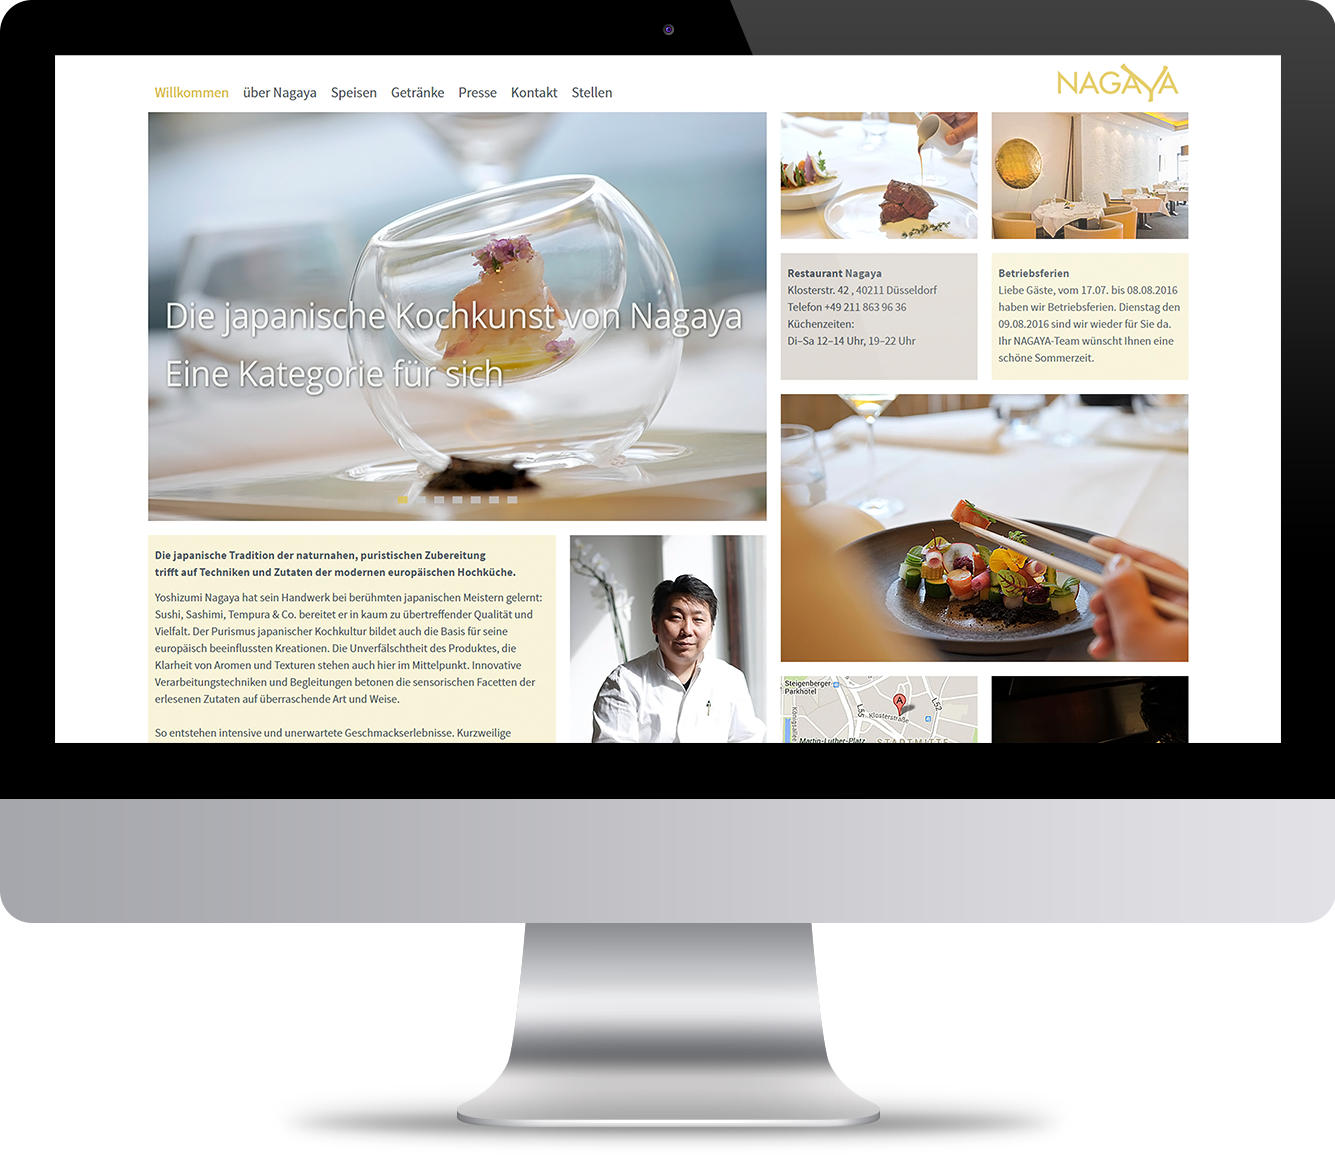 Willkommen über Nagaya Speisen Getränke Presse Kontakt Stellen
NAGAYA
Die japanische Kochkunst von Nagaya
Eine Kategorie für sich
Restaurant Nagaya
Klosterstr. 42 , 40211 Düsseldorf
Telefon +49 211 863 96 36
Küchenzeiten:
Di–Sa 12–14 Uhr, 19–22 Uhr
Betriebsferien
Liebe Gäste, vom 17.07. bis 08.08.2016
haben wir Betriebsferien. Dienstag den
09.08.2016 sind wir wieder für Sie da.
Ihr NAGAYA-Team wünscht Ihnen eine
schöne Sommerzeit.
Die japanische Tradition der naturnahen, puristischen Zubereitung
trifft auf Techniken und Zutaten der modernen europäischen Hochküche.
Yoshizumi Nagaya hat sein Handwerk bei berühmten japanischen Meistern gelernt:
Sushi, Sashimi, Tempura & Co. bereitet er in kaum zu übertreffender Qualität und
Vielfalt. Der Purismus japanischer Kochkultur bildet auch die Basis für seine
europäisch beeinflussten Kreationen. Die Unverfälschtheit des Produktes, die
Klarheit von Aromen und Texturen stehen auch hier im Mittelpunkt. Innovative
Verarbeitungstechniken und Begleitungen betonen die sensorischen Facetten der
erlesenen Zutaten auf überraschende Art und Weise.
So entstehen intensive und unerwartete Geschmackserlebnisse. Kurzweilige
Steigenberger
Parkhotel
A
L55
L52
Klosterstraße
Königsallee
Martin-Luther-Platz
STADTMITTE